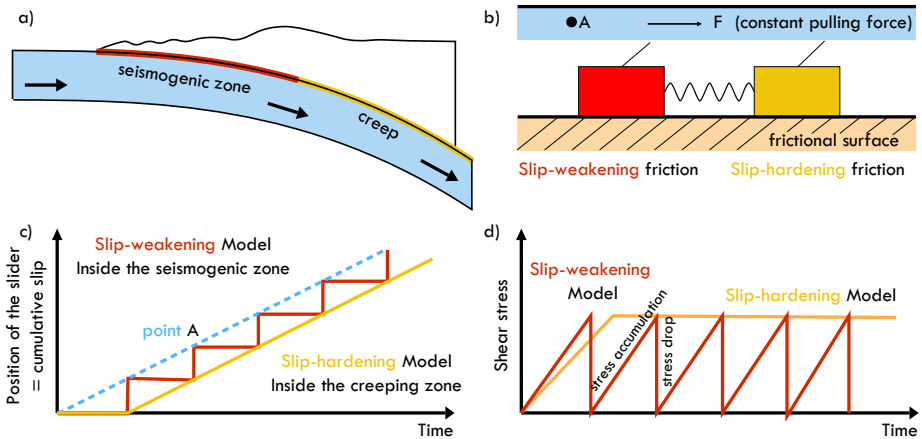 a)
seismogenic zone
creep
b)
A
F (constant pulling force)
frictional surface
Slip-weakening friction
Slip-hardening friction
c)
Position of the slider
= cumulative slip
Slip-weakening Model
Inside the seismogenic zone
point A
Slip-hardening Model
Inside the creeping zone
Time
d)
Shear stress
Slip-weakening
Model
stress accumulation
stress drop
Slip-hardening Model
Time